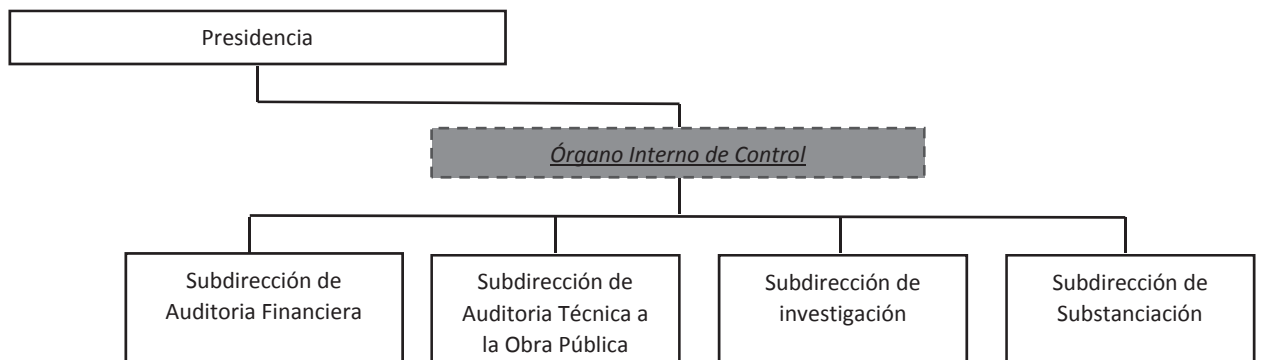 Presidencia
Órgano Interno de Control
Subdirección de
Auditoria Financiera
Subdirección de
Auditoria Técnica a
la Obra Pública
Subdirección de
investigación
Subdirección de
Substanciación